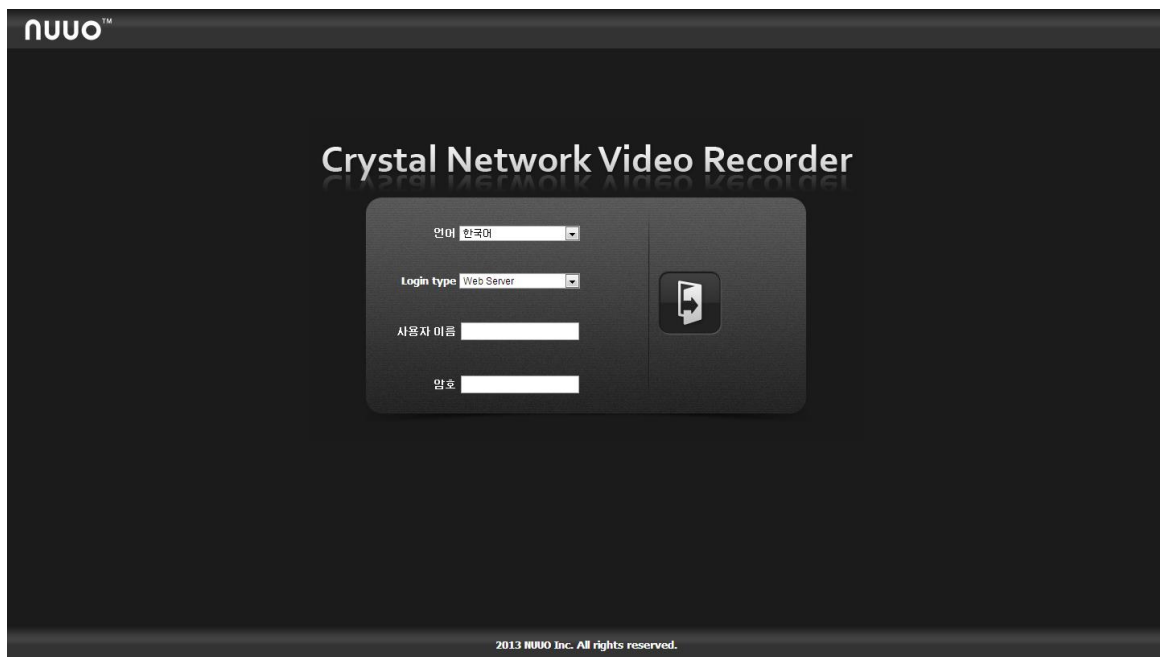 nuuo™
Crystal Network Video Recorder
언어 한국어
Login type Web Server
사용자 이름
암호
2013 NUUO Inc. All rights reserved.